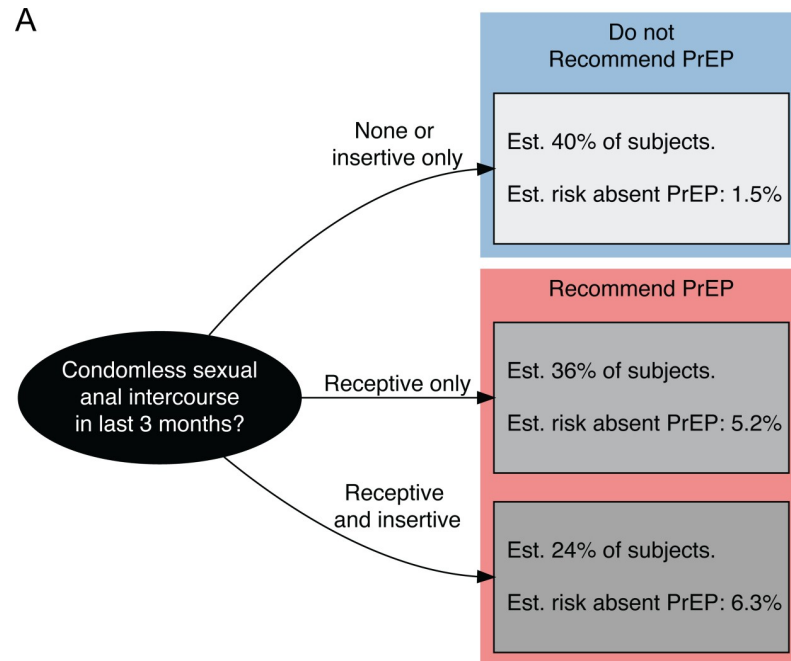 A
Do not
Recommend PrEP
None or
insertive only
Est. 40% of subjects.
Est. risk absent PrEP: 1.5%
Recommend PrEP
Condomless sexual
anal intercourse
in last 3 months?
Receptive only
Est. 36% of subjects.
Est. risk absent PrEP: 5.2%
Receptive
and insertive
Est. 24% of subjects.
Est. risk absent PrEP: 6.3%